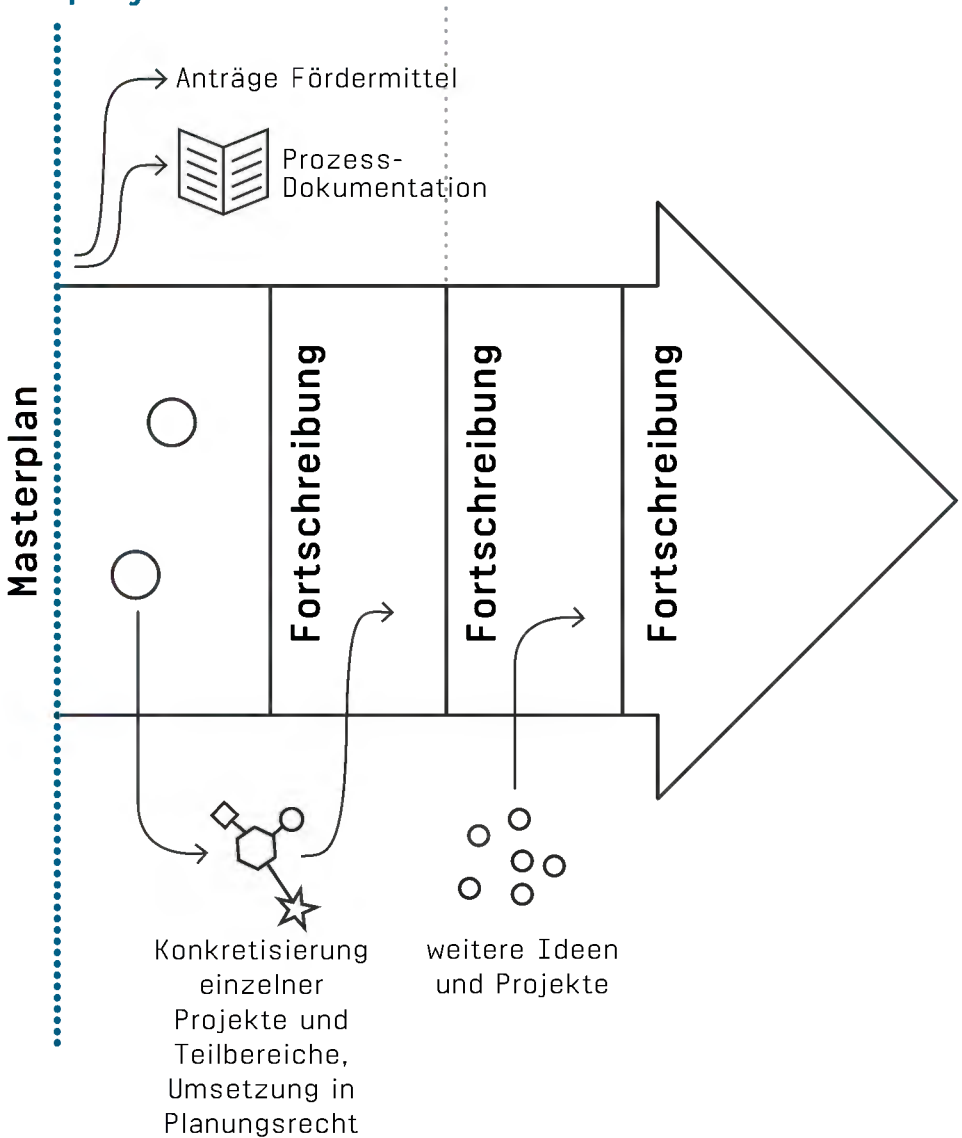 Anträge Fördermittel
Prozess-
Dokumentation
Masterplan
Fortschreibung
Fortschreibung
Fortschreibung
Konkretisierung
einzelner
Projekte und
Teilbereiche,
Umsetzung in
Planungsrecht
weitere Ideen
und Projekte